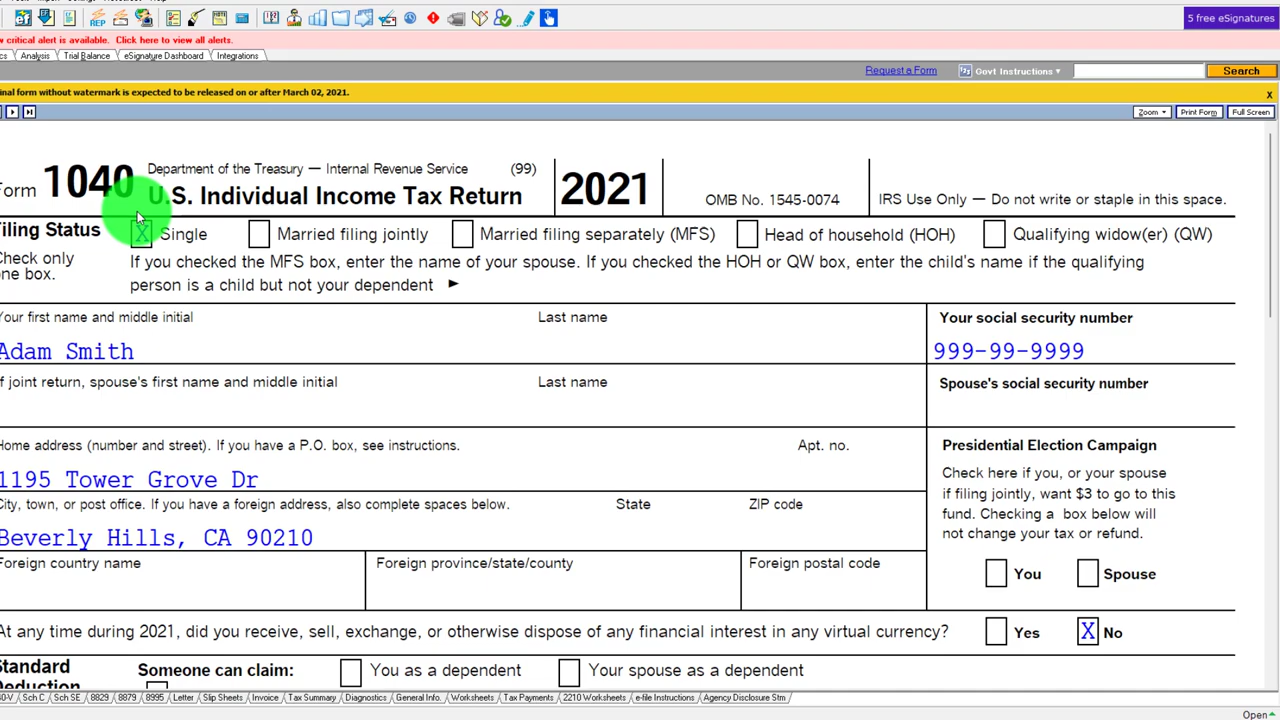 5 free eSignatures
critical alert is available. Click here to view all alerts.
Analysis Trial Balance eSignature Dashboard Integrations
Request a Form Govt Instructions Search
inal form without watermark is expected to be released on or after March 02, 2021. X
Zoom Print Form Full Screen
Form 1040 Department of the Treasury — Internal Revenue Service (99)
U.S. Individual Income Tax Return 2021 OMB No. 1545-0074 IRS Use Only — Do not write or staple in this space.
Filing Status X Single Married filing jointly Married filing separately (MFS) Head of household (HOH) Qualifying widow(er) (QW)
Check only
one box.
If you checked the MFS box, enter the name of your spouse. If you checked the HOH or QW box, enter the child's name if the qualifying
person is a child but not your dependent ►
Your first name and middle initial Last name Your social security number
Adam Smith 999-99-9999
If joint return, spouse's first name and middle initial Last name Spouse's social security number
Home address (number and street). If you have a P.O. box, see instructions. Apt. no.
1195 Tower Grove Dr
City, town, or post office. If you have a foreign address, also complete spaces below. State ZIP code
Beverly Hills, CA 90210
Foreign country name Foreign province/state/county Foreign postal code
Presidential Election Campaign
Check here if you, or your spouse
if filing jointly, want $3 to go to this
fund. Checking a box below will
not change your tax or refund.
You Spouse
At any time during 2021, did you receive, sell, exchange, or otherwise dispose of any financial interest in any virtual currency? Yes X No
Standard
Deduction
Someone can claim: You as a dependent Your spouse as a dependent
Sch C Sch SE 8829 8879 8995 Letter Slip Sheets Invoice Tax Summary Diagnostics General Info. Worksheets Tax Payments 2210 Worksheets e-file Instructions Agency Disclosure Stm
Open